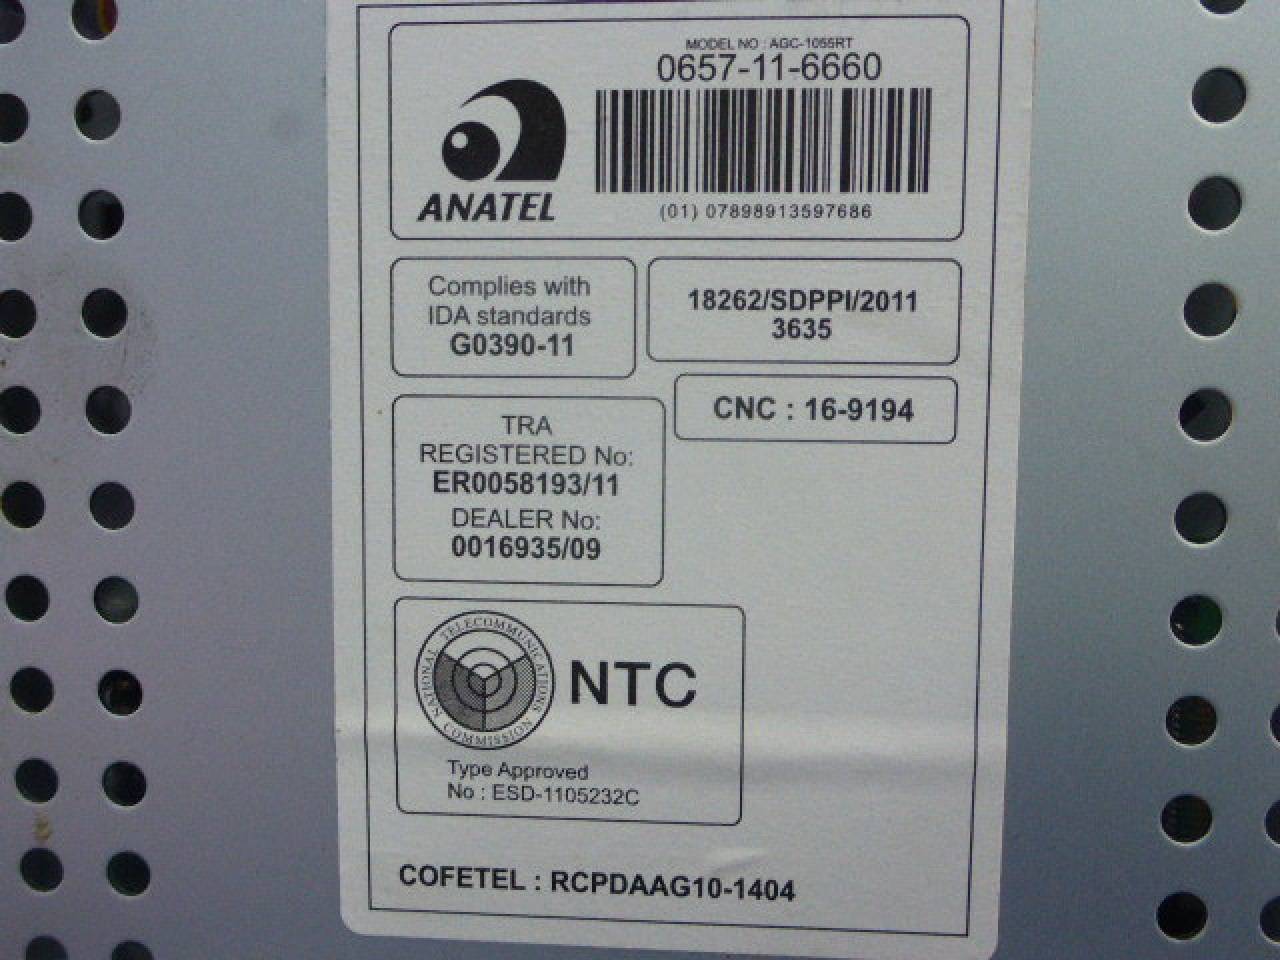 MODEL NO : AGC-1055RT
0657-11-6660
ANATEL
(01) 07898913597686
Complies with
IDA standards
G0390-11
18262/SDPPI/2011
3635
CNC : 16-9194
TRA
REGISTERED No:
ER0058193/11
DEALER No:
0016935/09
NATIONAL TELECOMMUNICATIONS
COMMISSION
NTC
Type Approved
No : ESD-1105232C
COFETEL : RCPDAAG10-1404